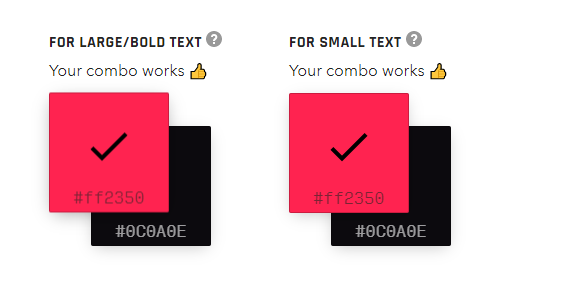 FOR LARGE/BOLD TEXT ?
Your combo works 👍
#ff2350
#0C0A0E
FOR SMALL TEXT ?
Your combo works 👍
#ff2350
#0C0A0E